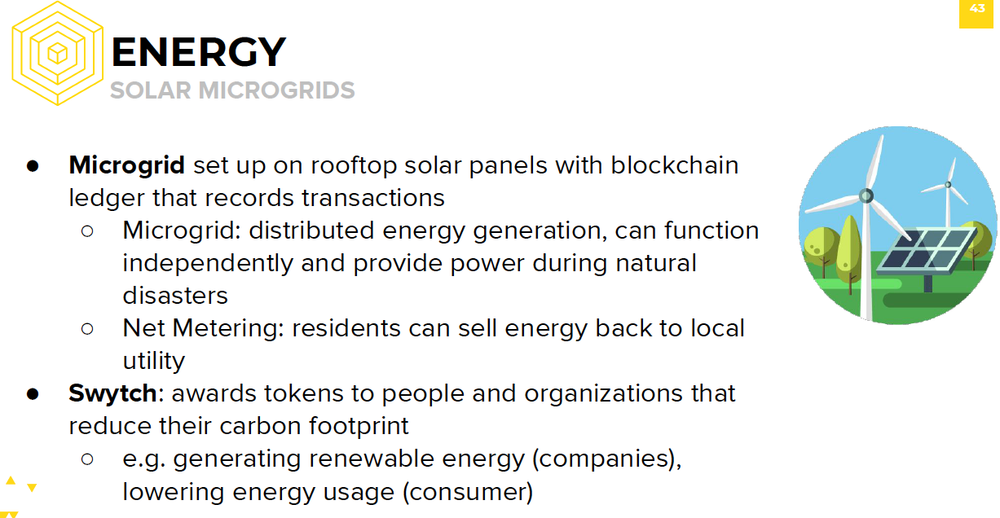 43
ENERGY
SOLAR MICROGRIDS
● Microgrid set up on rooftop solar panels with blockchain
ledger that records transactions
○ Microgrid: distributed energy generation, can function
independently and provide power during natural
disasters
○ Net Metering: residents can sell energy back to local
utility
● Swytch: awards tokens to people and organizations that
reduce their carbon footprint
○ e.g. generating renewable energy (companies),
lowering energy usage (consumer)